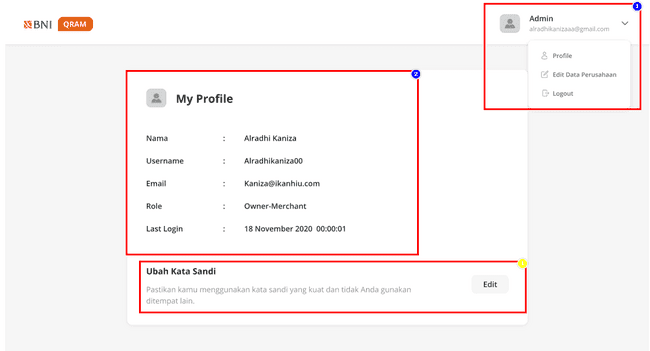 BNI QRAM
3
Admin
alradhikanizaaa@gmail.com
Profile
Edit Data Perusahaan
Logout
2
My Profile
Nama : Alradhi Kaniza
Username : Alradhikaniza00
Email : Kaniza@ikanhiu.com
Role : Owner-Merchant
Last Login : 18 November 2020 00:00:01
Ubah Kata Sandi
Pastikan kamu menggunakan kata sandi yang kuat dan tidak Anda gunakan
ditempat lain.
Edit